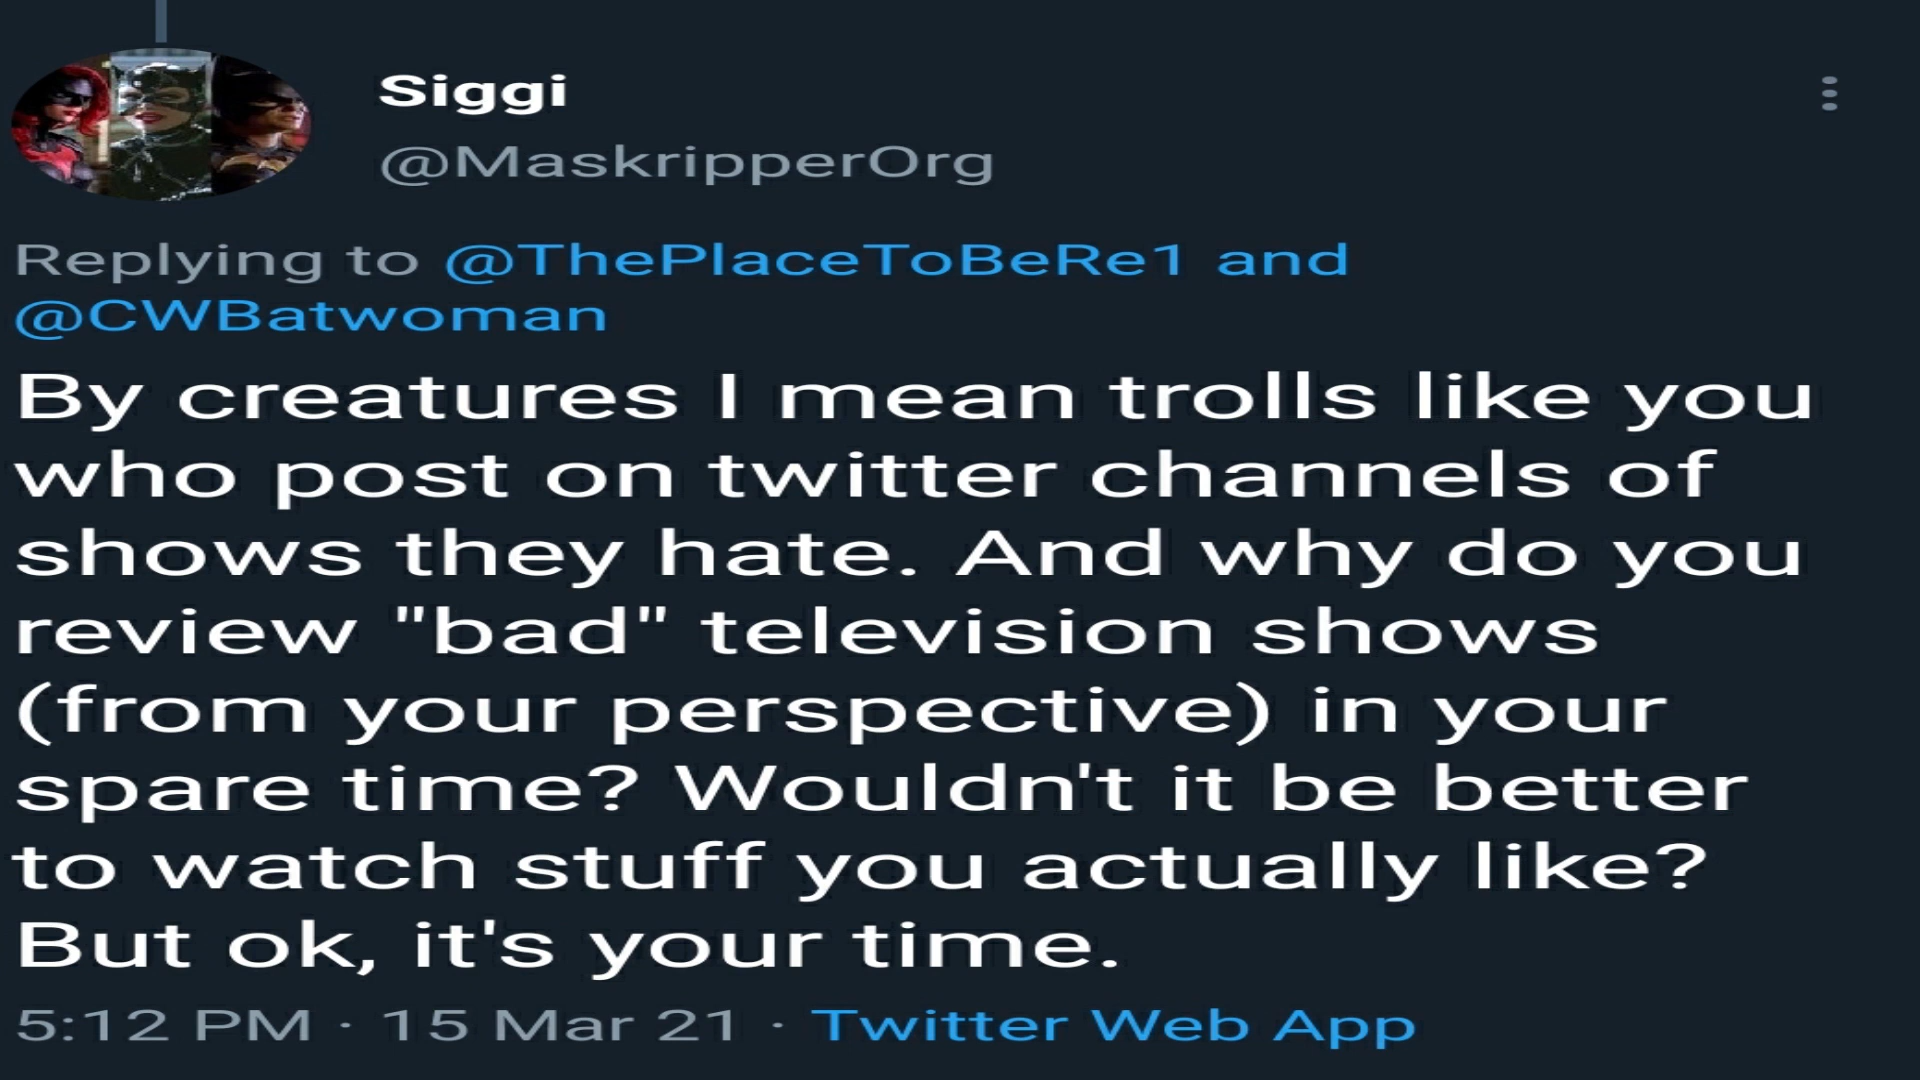 Siggi
@MaskripperOrg
Replying to @ThePlaceToBeRe1 and
@CWBatwoman
By creatures I mean trolls like you
who post on twitter channels of
shows they hate. And why do you
review "bad" television shows
(from your perspective) in your
spare time? Wouldn't it be better
to watch stuff you actually like?
But ok, it's your time.
5:12 PM · 15 Mar 21 · Twitter Web App